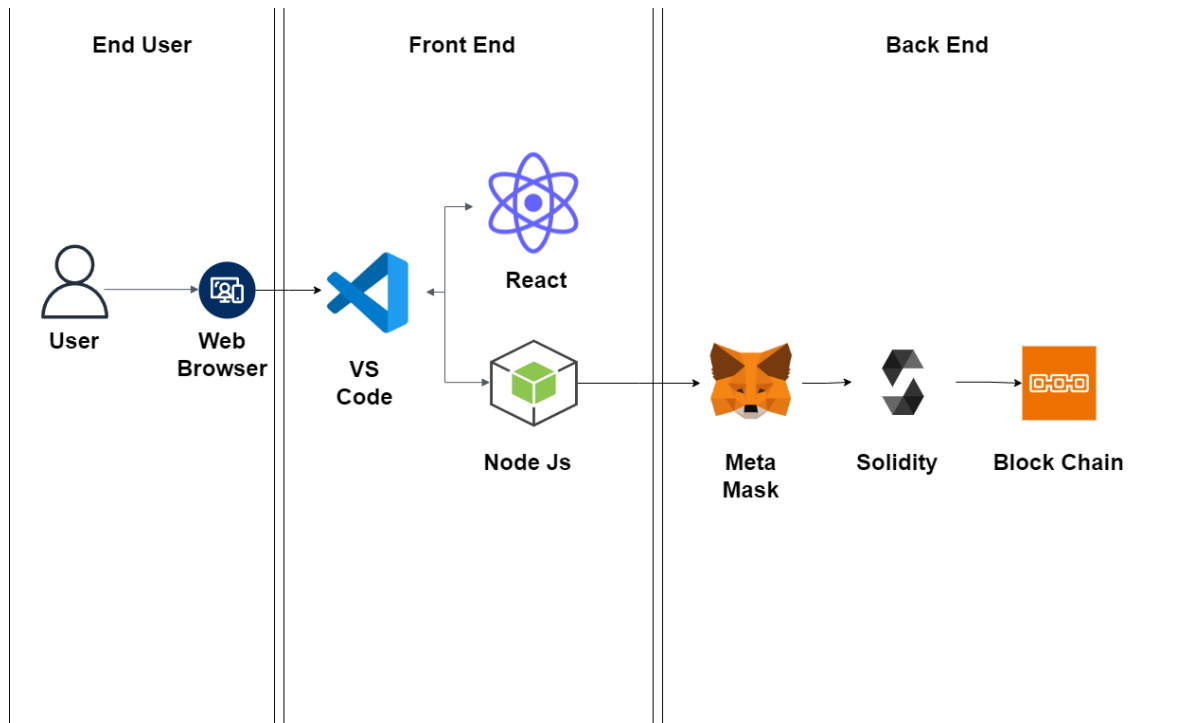 End User
Front End
Back End
React
User
Web
Browser
VS
Code
Node Js
Meta
Mask
Solidity
Block Chain